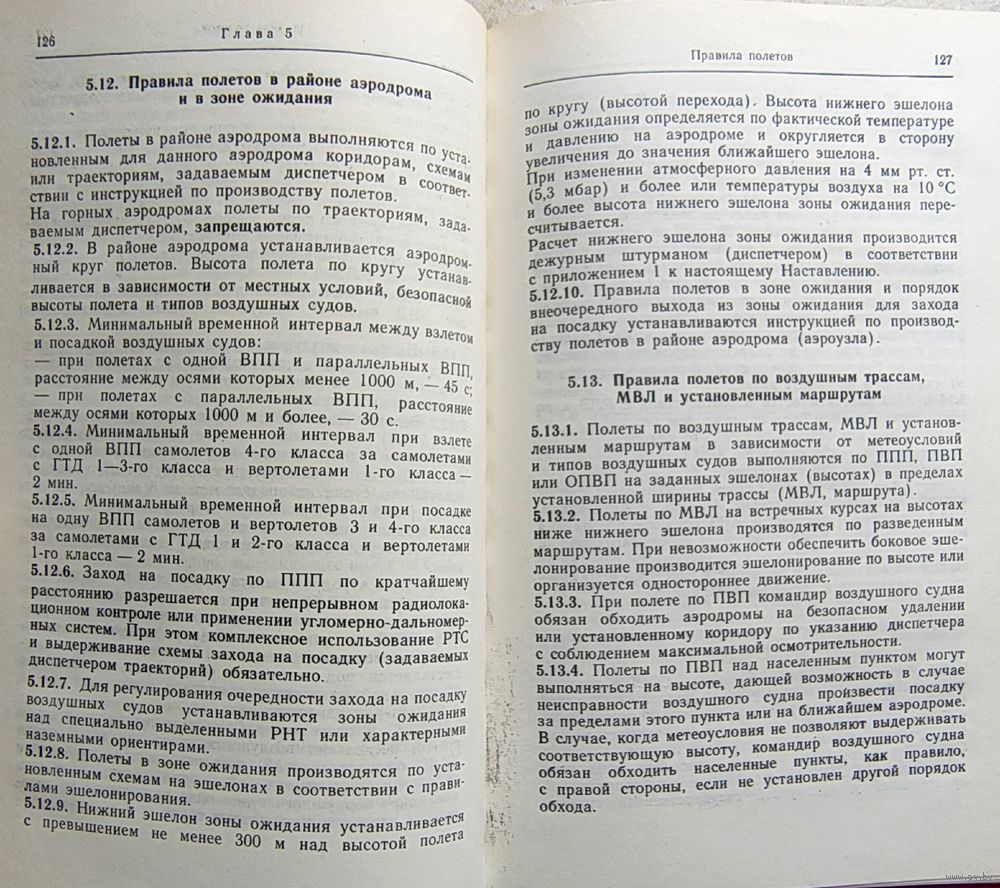 126
Глава 5
5.12. Правила полетов в районе аэродрома
и в зоне ожидания
5.12.1. Полеты в районе аэродрома выполняются по уста-
новленным для данного аэродрома коридорам, схемам
или траекториям, задаваемым диспетчером в соответ-
ствии с инструкцией по производству полетов.
На горных аэродромах полеты по траекториям, зада-
ваемым диспетчером, запрещаются.
5.12.2. В районе аэродрома устанавливается аэродром-
ный круг полетов. Высота полета по кругу устанав-
ливается в зависимости от местных условий, безопасной
высоты полета и типов воздушных судов.
5.12.3. Минимальный временной интервал между взлетом
и посадкой воздушных судов:
— при полетах с одной ВПП и параллельных ВПП,
расстояние между осями которых менее 1000 м, — 45 с;
— при полетах с параллельных ВПП, расстояние
между осями которых 1000 м и более, — 30 с.
5.12.4. Минимальный временной интервал при взлете
с одной ВПП самолетов 4-го класса за самолетами
с ГТД 1—3-го класса и вертолетами 1-го класса —
2 мин.
5.12.5. Минимальный временной интервал при посадке
на одну ВПП самолетов и вертолетов 3 и 4-го класса
за самолетами с ГТД 1 и 2-го класса и вертолетами
1-го класса — 2 мин.
5.12.6. Заход на посадку по ППП по кратчайшему
расстоянию разрешается при непрерывном радиолока-
ционном контроле или применении угломерно-дальномер-
ных систем. При этом комплексное использование РТС
и выдерживание схемы захода на посадку (задаваемых
диспетчером траекторий) обязательно.
5.12.7. Для регулирования очередности захода на посадку
воздушных судов устанавливаются зоны ожидания
над специально выделенными РНТ или характерными
наземными ориентирами.
5.12.8. Полеты в зоне ожидания производятся по уста-
новленным схемам на эшелонах в соответствии с прави-
лами эшелонирования.
5.12.9. Нижний эшелон зоны ожидания устанавливается
с превышением не менее 300 м над высотой полета
Правила полетов
127
по кругу (высотой перехода). Высота нижнего эшелона
зоны ожидания определяется по фактической температуре
и давлению на аэродроме и округляется в сторону
увеличения до значения ближайшего эшелона.
При изменении атмосферного давления на 4 мм рт. ст.
(5,3 мбар) и более или температуры воздуха на 10 °С
и более высота нижнего эшелона зоны ожидания пере-
считывается.
Расчет нижнего эшелона зоны ожидания производится
дежурным штурманом (диспетчером) в соответствии
с приложением 1 к настоящему Наставлению.
5.12.10. Правила полетов в зоне ожидания и порядок
внеочередного выхода из зоны ожидания для захода
на посадку устанавливаются инструкцией по производ-
ству полетов в районе аэродрома (аэроузла).
5.13. Правила полетов по воздушным трассам,
МВЛ и установленным маршрутам
5.13.1. Полеты по воздушным трассам, МВЛ и установ-
ленным маршрутам в зависимости от метеоусловий
и типов воздушных судов выполняются по ППП, ПВП
или ОПВП на заданных эшелонах (высотах) в пределах
установленной ширины трассы (МВЛ, маршрута).
5.13.2. Полеты по МВЛ на встречных курсах на высотах
ниже нижнего эшелона производятся по разведенным
маршрутам. При невозможности обеспечить боковое эше-
лонирование производится эшелонирование по высоте или
организуется одностороннее движение.
5.13.3. При полете по ПВП командир воздушного судна
обязан обходить аэродромы на безопасном удалении
или установленному коридору по указанию диспетчера
с соблюдением максимальной осмотрительности.
5.13.4. Полеты по ПВП над населенным пунктом могут
выполняться на высоте, дающей возможность в случае
неисправности воздушного судна произвести посадку
за пределами этого пункта или на ближайшем аэродроме.
В случае, когда метеоусловия не позволяют выдерживать
соответствующую высоту, командир воздушного судна
обязан обходить населенные пункты, как правило,
с правой стороны, если не установлен другой порядок
обхода.